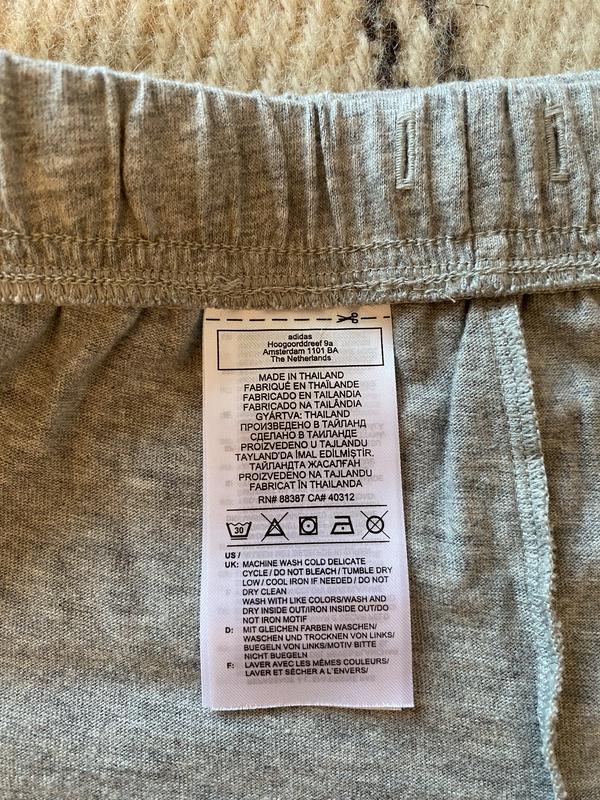 adidas
Hoogoorddreef 9a
Amsterdam 1101 BA
The Netherlands
MADE IN THAILAND
FABRIQUÉ EN THAÏLANDE
FABRICADO EN TAILANDIA
FABRICADO NA TAILÂNDIA
GYÁRTVA: THAILAND
ПРОИЗВЕДЕНО В ТАЙЛАНД
СДЕЛАНО В ТАИЛАНДЕ
PROIZVEDENO U TAJLANDU
TAYLAND'DA İMAL EDİLMİŞTİR.
ТАЙЛАНДТА ЖАСАЛҒАН
PROIZVEDENO NA TAJLANDU
FABRICAT ÎN THAILANDA
RN# 88387 CA# 40312
30
US /
UK: MACHINE WASH COLD DELICATE
CYCLE / DO NOT BLEACH / TUMBLE DRY
LOW / COOL IRON IF NEEDED / DO NOT
DRY CLEAN
WASH WITH LIKE COLORS/WASH AND
DRY INSIDE OUT/IRON INSIDE OUT/DO
NOT IRON MOTIF
D: MIT GLEICHEN FARBEN WASCHEN/
WASCHEN UND TROCKNEN VON LINKS/
BUEGELN VON LINKS/MOTIV BITTE
NICHT BUEGELN
F: LAVER AVEC LES MÊMES COULEURS/
LAVER ET SÉCHER A L'ENVERS/